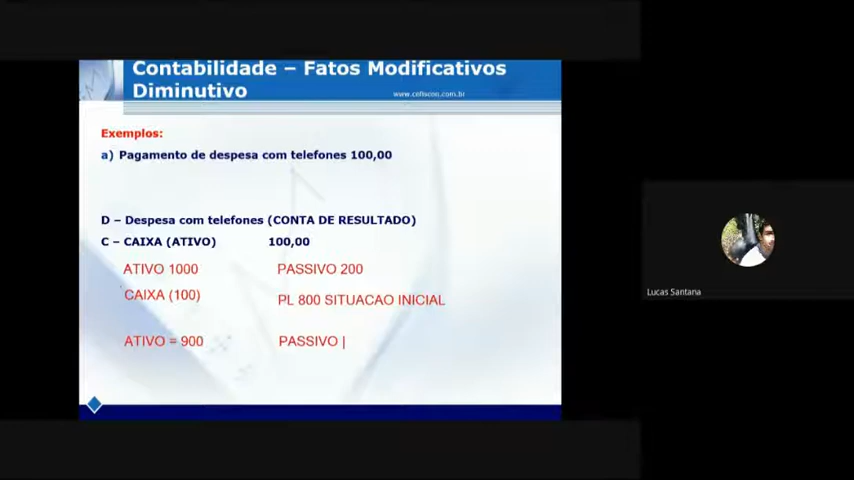 Contabilidade – Fatos Modificativos
Diminutivo
www.cefiscon.com.br
Exemplos:
a) Pagamento de despesa com telefones 100,00
D – Despesa com telefones (CONTA DE RESULTADO)
C – CAIXA (ATIVO) 100,00
ATIVO 1000 PASSIVO 200
CAIXA (100)
PL 800 SITUACAO INICIAL
ATIVO = 900 PASSIVO |
Lucas Santana